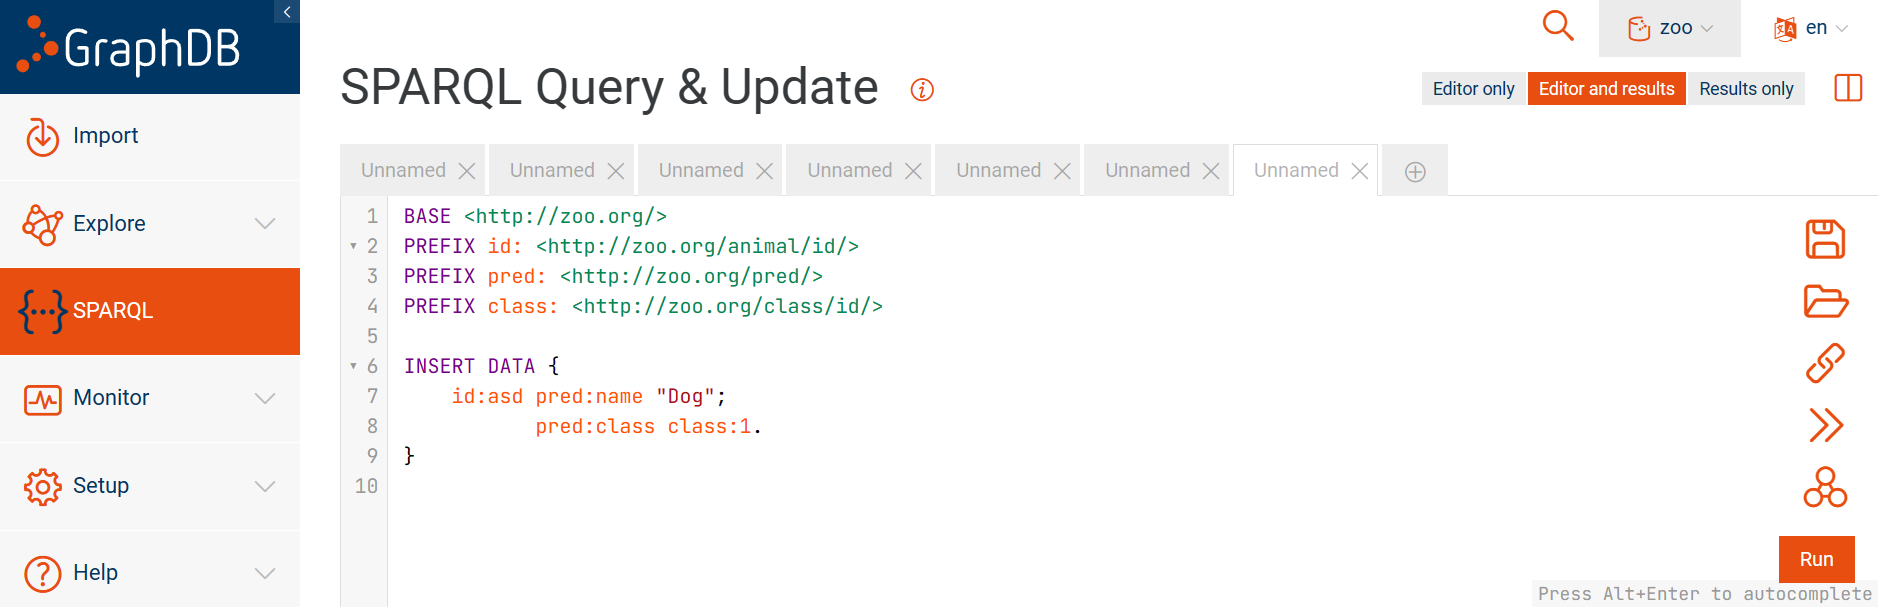 GraphDB
zoo
en
SPARQL Query & Update
Editor only
Editor and results
Results only
Import
Explore
SPARQL
Monitor
Setup
Help
Unnamed
Unnamed
Unnamed
Unnamed
Unnamed
Unnamed
Unnamed
1 BASE <http://zoo.org/>
2 PREFIX id: <http://zoo.org/animal/id/>
3 PREFIX pred: <http://zoo.org/pred/>
4 PREFIX class: <http://zoo.org/class/id/>
5
6 INSERT DATA {
7 id:asd pred:name "Dog";
8 pred:class class:1.
9 }
10
Run
Press Alt+Enter to autocomplete